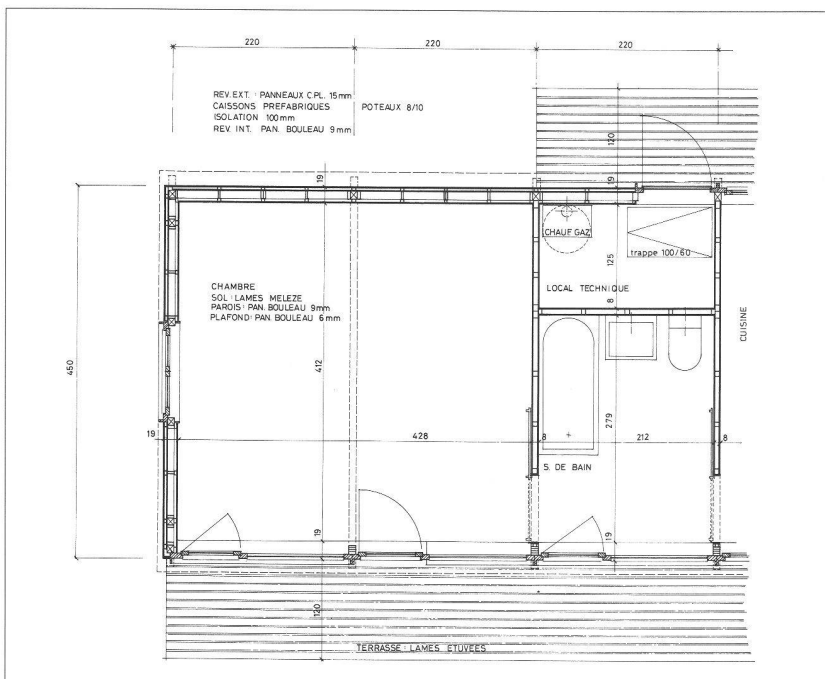 220
220
220
REV. EXT. : PANNEAUX C.PL. 15mm
CAISSONS PREFABRIQUES
POTEAUX 8/10
ISOLATION 100mm
REV. INT. PAN. BOULEAU 9mm
120
19
19
CHAUF GAZ
trappe 100/60
125
LOCAL TECHNIQUE
8
CHAMBRE
SOL : LAMES MELEZE
PAROIS : PAN. BOULEAU 9mm
PLAFOND : PAN. BOULEAU 6mm
CUISINE
450
412
279
19
428
8
212
8
S. DE BAIN
19
19
120
TERRASSE : LAMES ETUVEES